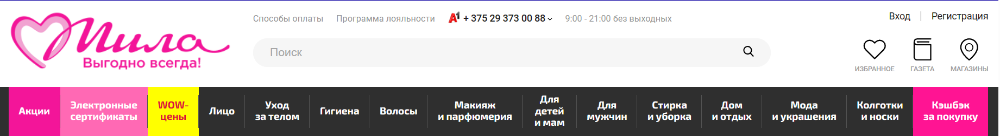 Мила
Выгодно всегда!
Способы оплаты Программа лояльности А1 + 375 29 373 00 88 9:00 - 21:00 без выходных
Вход | Регистрация
Поиск
ИЗБРАННОЕ ГАЗЕТА МАГАЗИНЫ
Акции
Электронные
сертификаты
WOW-
цены
Лицо
Уход
за телом
Гигиена
Волосы
Макияж
и парфюмерия
Для
детей
и мам
Для
мужчин
Стирка
и уборка
Дом
и отдых
Мода
и украшения
Колготки
и носки
Кэшбэк
за покупку